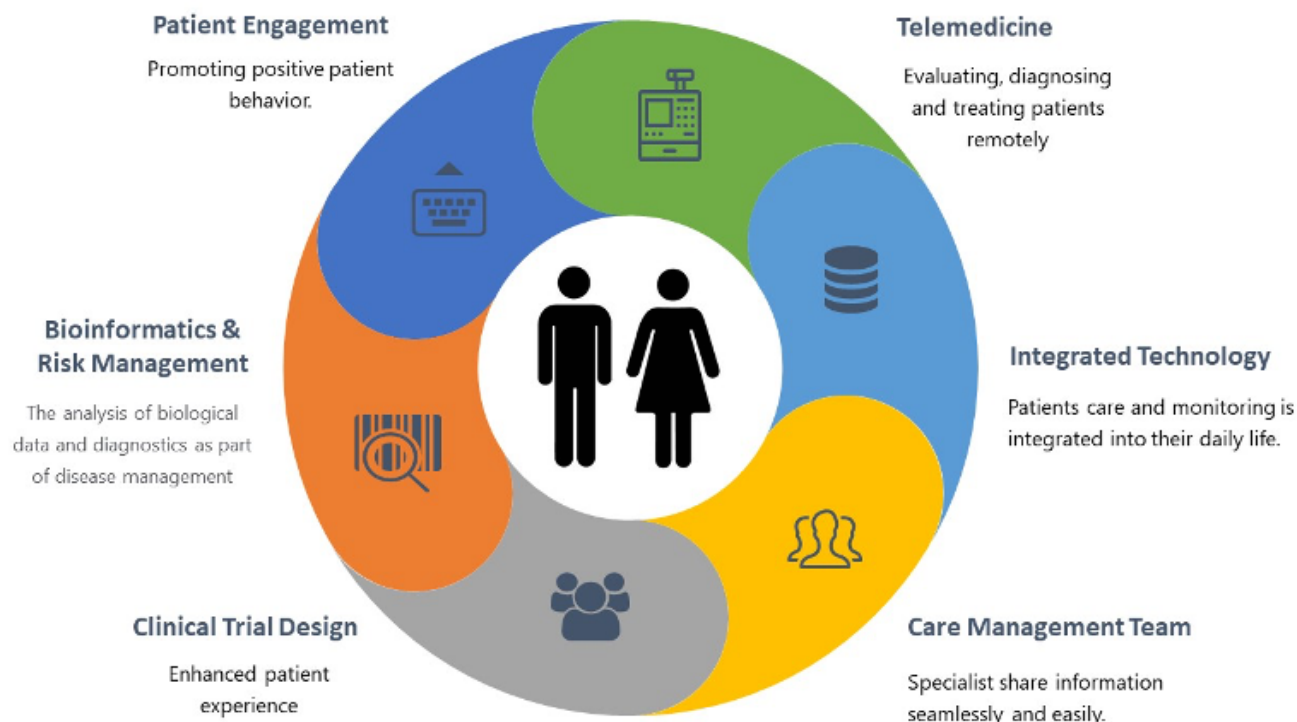 Patient Engagement
Promoting positive patient
behavior.
Telemedicine
Evaluating, diagnosing
and treating patients
remotely
Bioinformatics &
Risk Management
The analysis of biological
data and diagnostics as part
of disease management
Integrated Technology
Patients care and monitoring is
integrated into their daily life.
Clinical Trial Design
Enhanced patient
experience
Care Management Team
Specialist share information
seamlessly and easily.